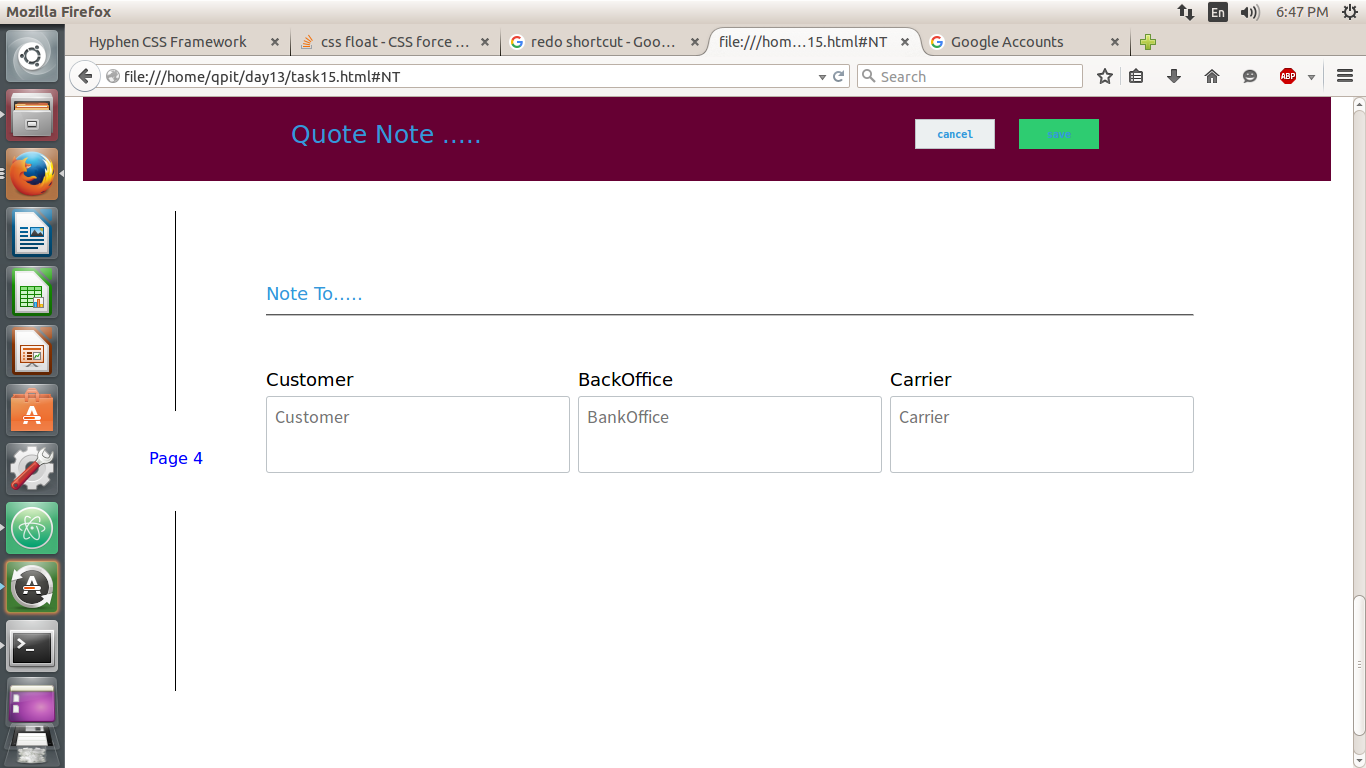 Mozilla Firefox
En
6:47 PM
Hyphen CSS Framework
css float - CSS force ...
redo shortcut - Goo...
file:///hom...15.html#NT
Google Accounts
file:///home/qpit/day13/task15.html#NT
Search
ABP
Quote Note .....
cancel
save
Note To.....
Customer
BackOffice
Carrier
Customer
BankOffice
Carrier
Page 4